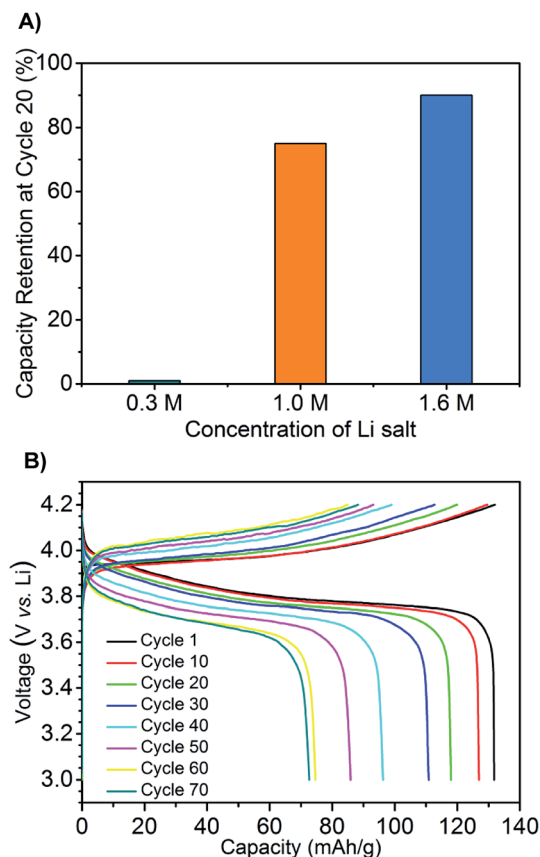 A)
Capacity Retention at Cycle 20 (%)
100
80
60
40
20
0
0.3 M 1.0 M 1.6 M
Concentration of Li salt
B)
Voltage (V vs. Li)
4.2
4.0
3.8
3.6
3.4
3.2
3.0
Cycle 1
Cycle 10
Cycle 20
Cycle 30
Cycle 40
Cycle 50
Cycle 60
Cycle 70
0 20 40 60 80 100 120 140
Capacity (mAh/g)